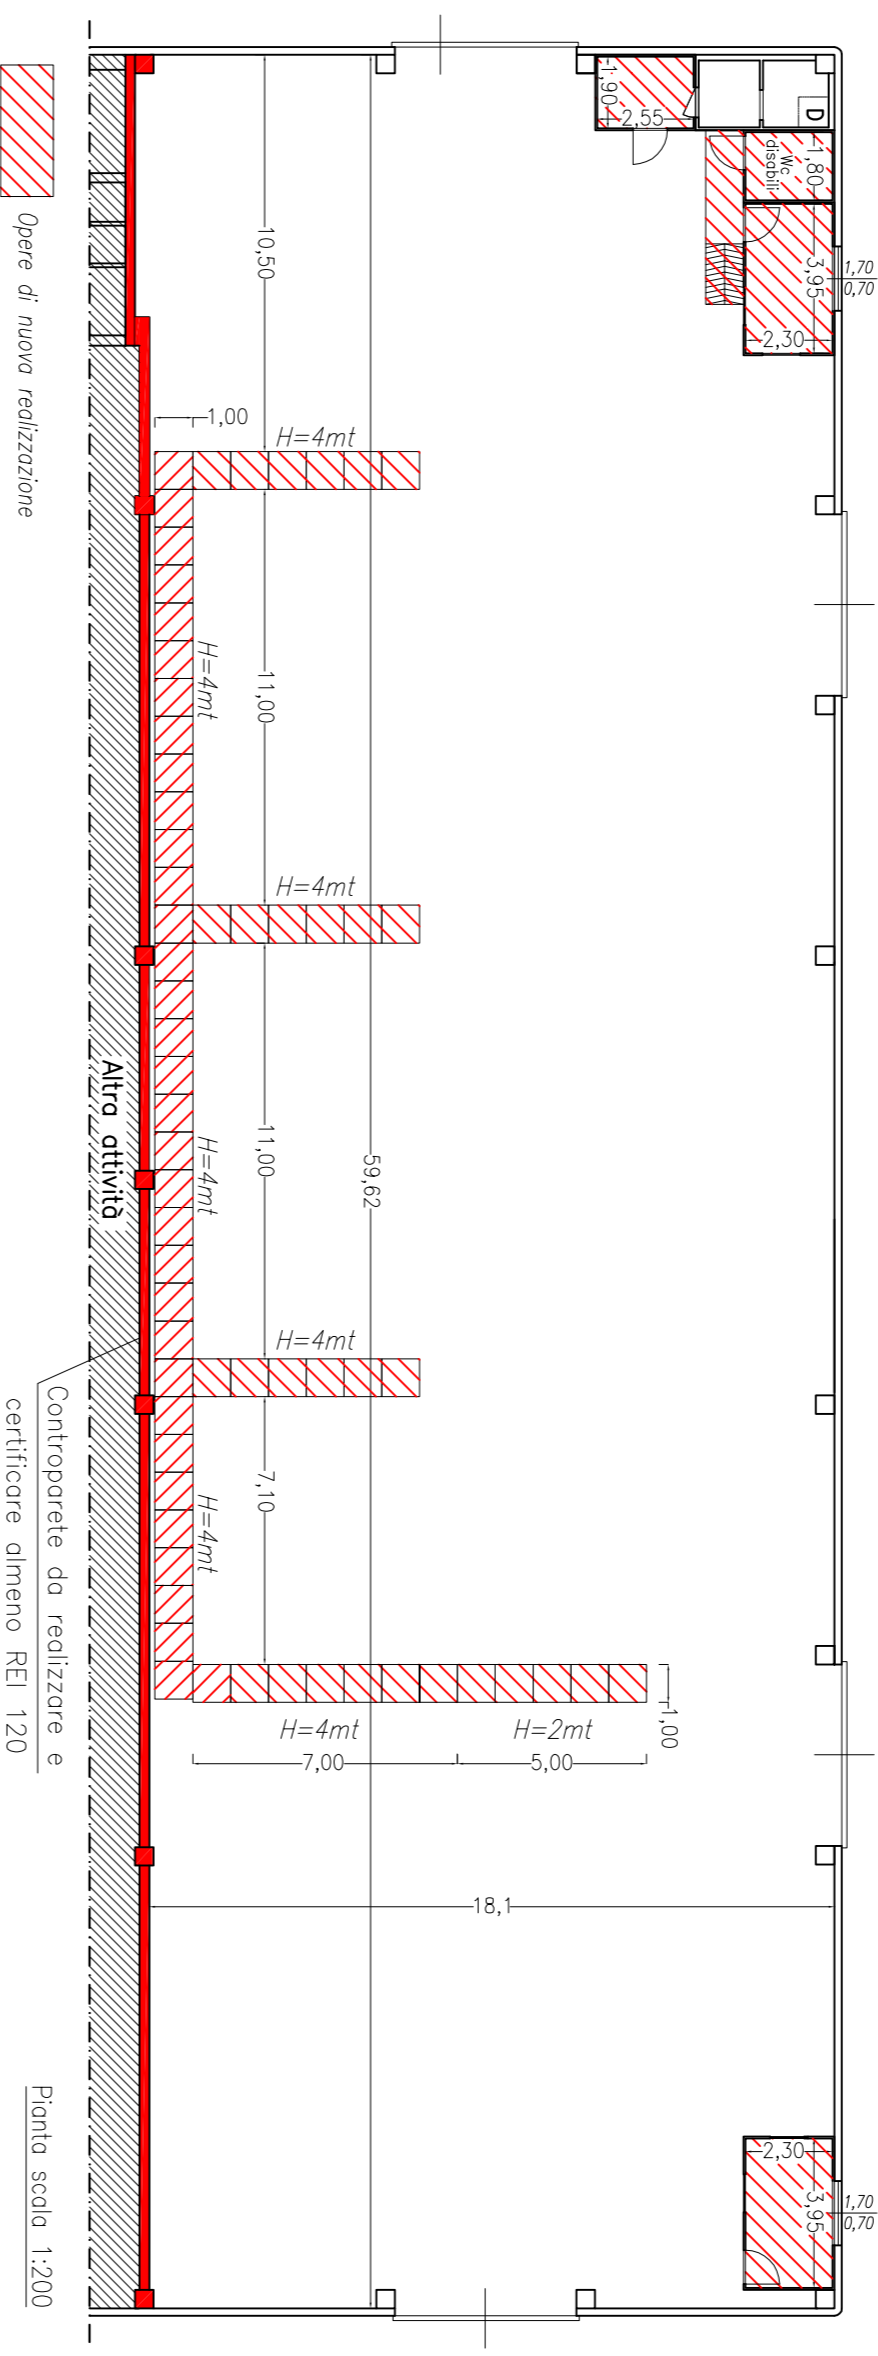 1,90
2,55
D
1,80
Wc
disabili
3,95
2,30
1,70
0,70
10,50
1,00
H=4mt
H=4mt
11,00
H=4mt
H=4mt
11,00
59,62
H=4mt
H=4mt
7,10
H=4mt
H=2mt
1,00
7,00
5,00
18,1
2,30
3,95
1,70
0,70
Altra attività
Controparete da realizzare e
certificare almeno REI 120
Opere di nuova realizzazione
Pianta scala 1:200